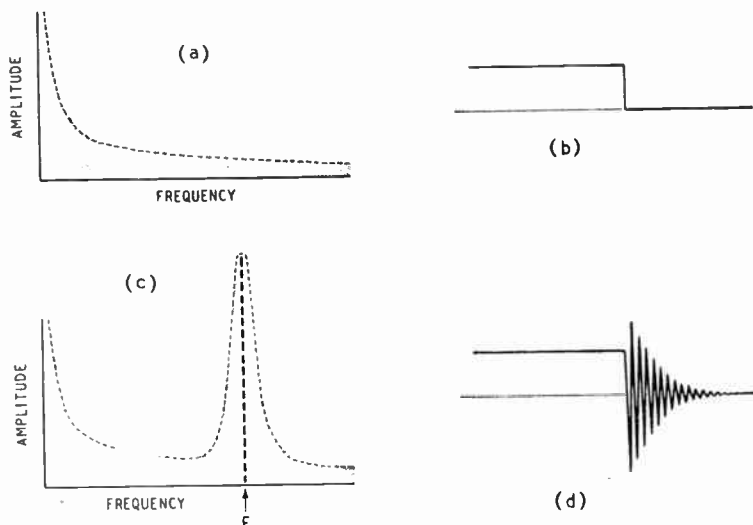 (a)
AMPLITUDE
FREQUENCY
(b)
(c)
AMPLITUDE
FREQUENCY
F
(d)